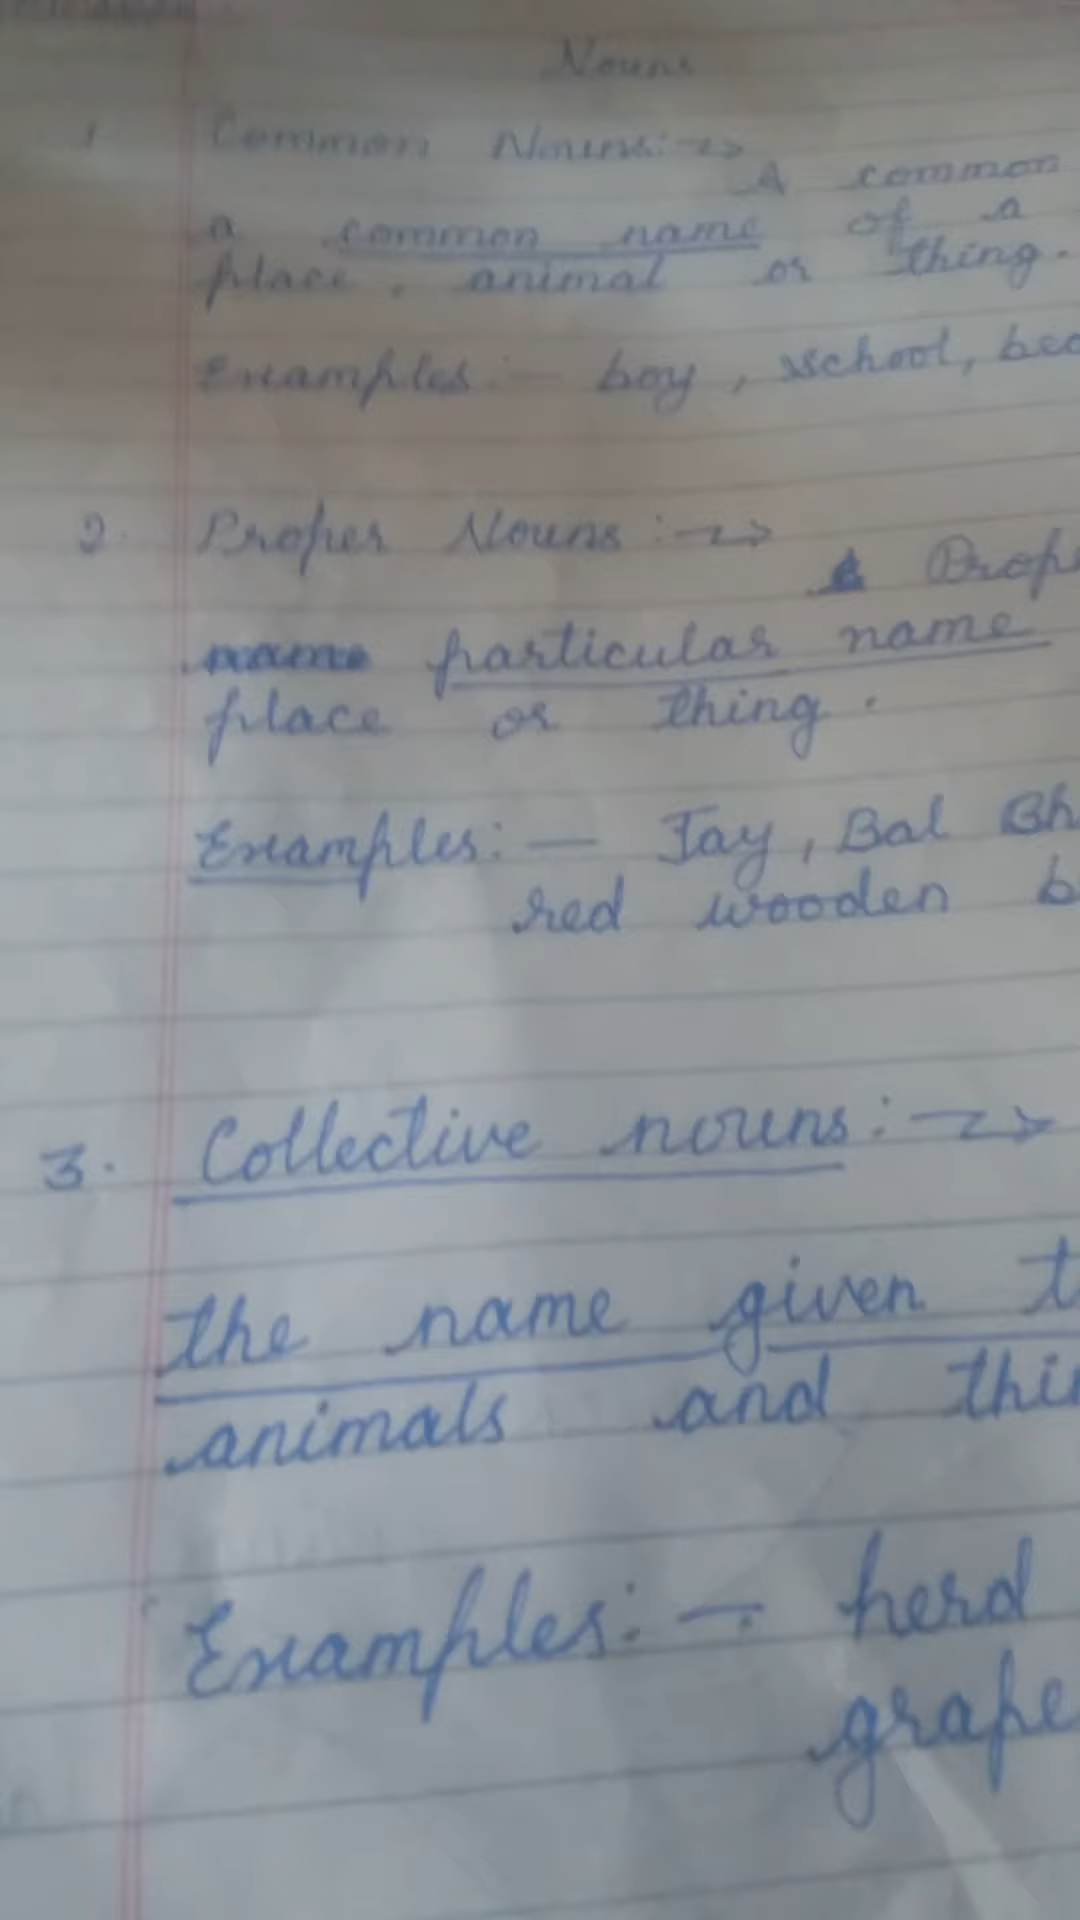 Nouns
1 Common Nouns:->
A common
a common name of a
place, animal or thing.
Examples:- boy, school,
2. Proper Nouns:->
name particular name
place or thing.
Examples:- Jay, Bal
red wooden
3. Collective nouns:->
the name given
animals and
Examples:- herd